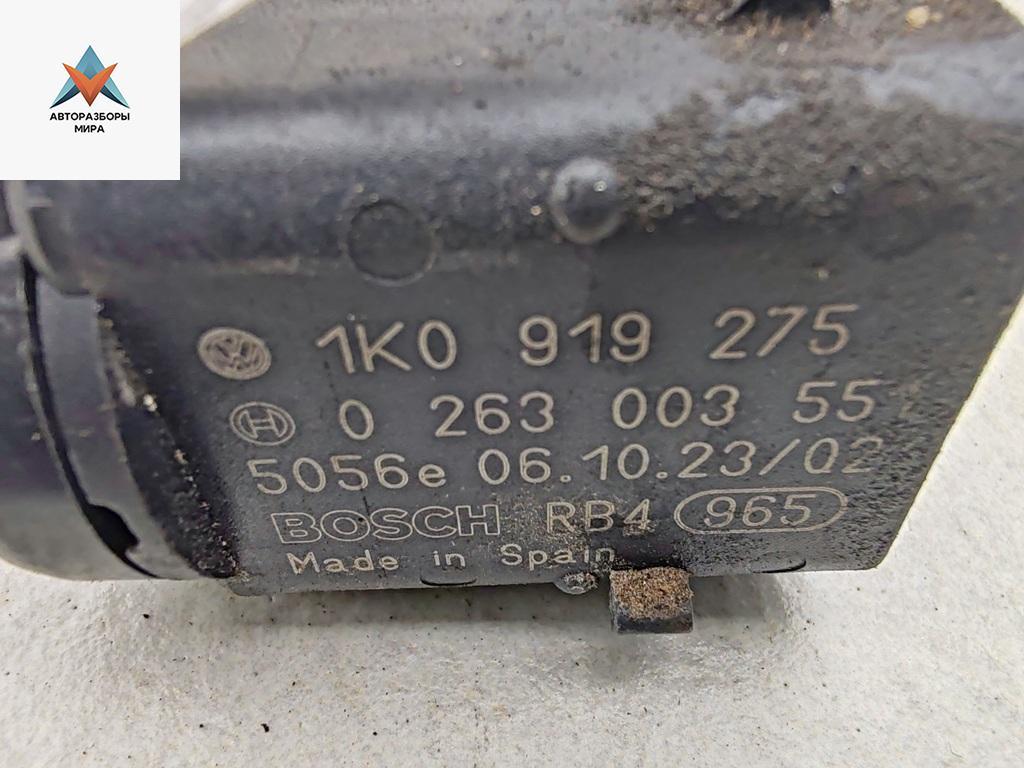 АВТОРАЗБОРЫ
МИРА
1K0 919 275
0 263 003 55
5056e 06.10.23/02
BOSCH RB4 965
Made in Spain